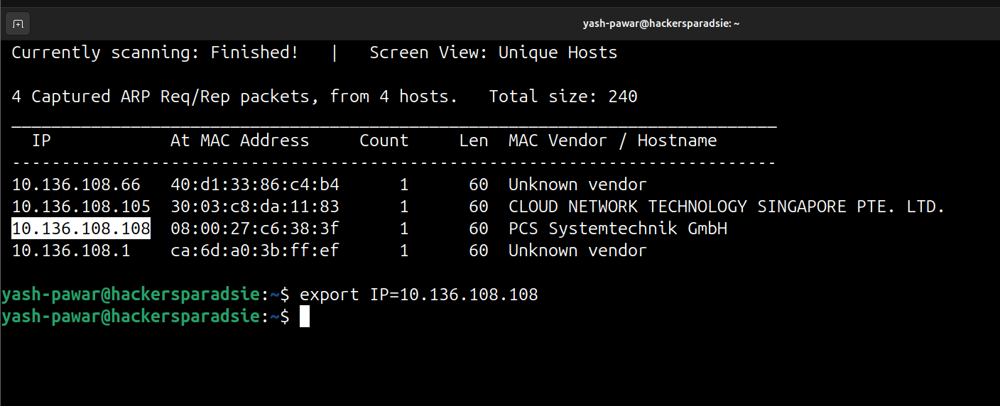 yash-pawar@hackersparadsie: ~
Currently scanning: Finished!   |   Screen View: Unique Hosts
4 Captured ARP Req/Rep packets, from 4 hosts.   Total size: 240
_____________________________________________________________________________
  IP            At MAC Address     Count     Len  MAC Vendor / Hostname
-----------------------------------------------------------------------------
10.136.108.66   40:d1:33:86:c4:b4      1      60  Unknown vendor
10.136.108.105  30:03:c8:da:11:83      1      60  CLOUD NETWORK TECHNOLOGY SINGAPORE PTE. LTD.
10.136.108.108  08:00:27:c6:38:3f      1      60  PCS Systemtechnik GmbH
10.136.108.1    ca:6d:a0:3b:ff:ef      1      60  Unknown vendor
yash-pawar@hackersparadsie:~$ export IP=10.136.108.108
yash-pawar@hackersparadsie:~$